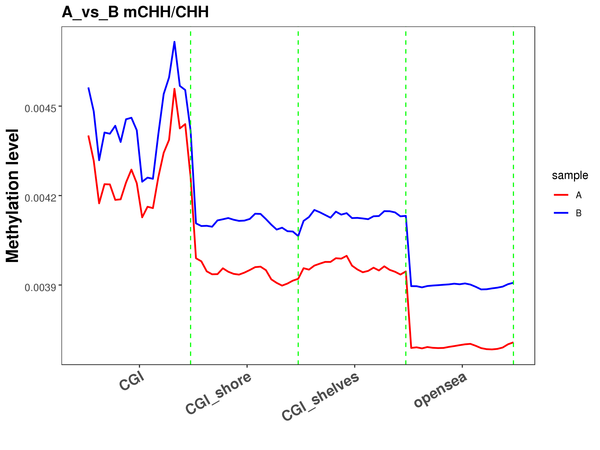 A_vs_B mCHH/CHH
Methylation level
0.0045
0.0042
0.0039
CGI
CGI_shore
CGI_shelves
opensea
sample
A
B